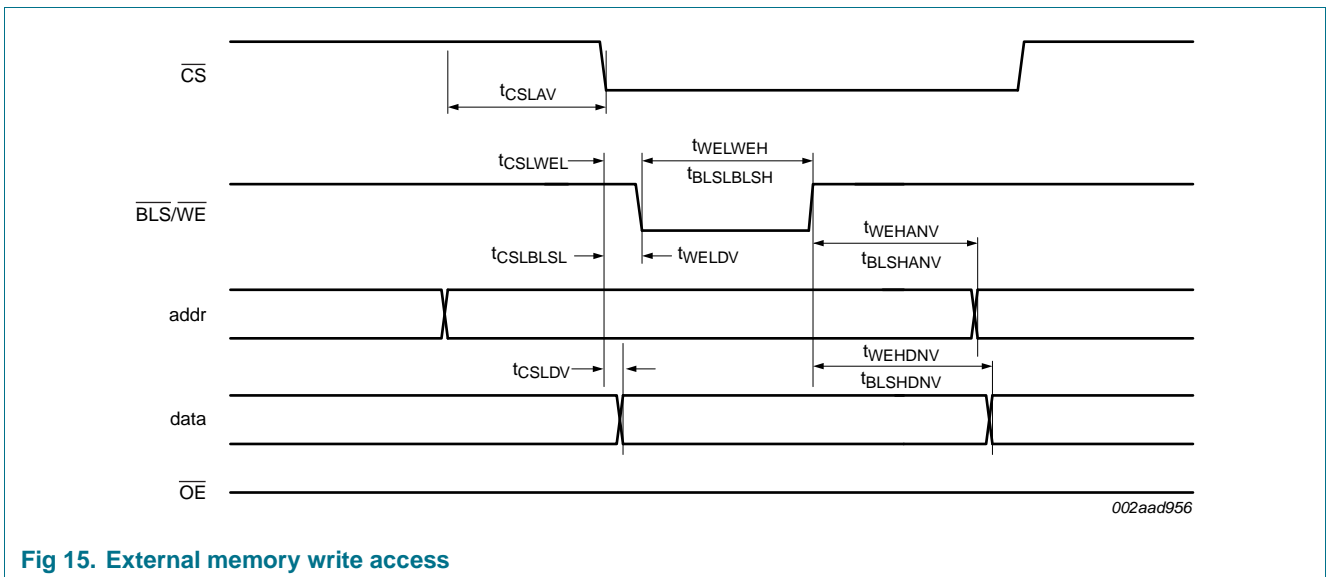 CS
tCSLAV
tCSLWEL
tWELWEH
tBLSLBLSH
BLS/WE
tCSLBLSL
tWELDV
tWEHANV
tBLSHANV
addr
tCSLDV
tWEHDNV
tBLSHDNV
data
OE
002aad956
Fig 15. External memory write access